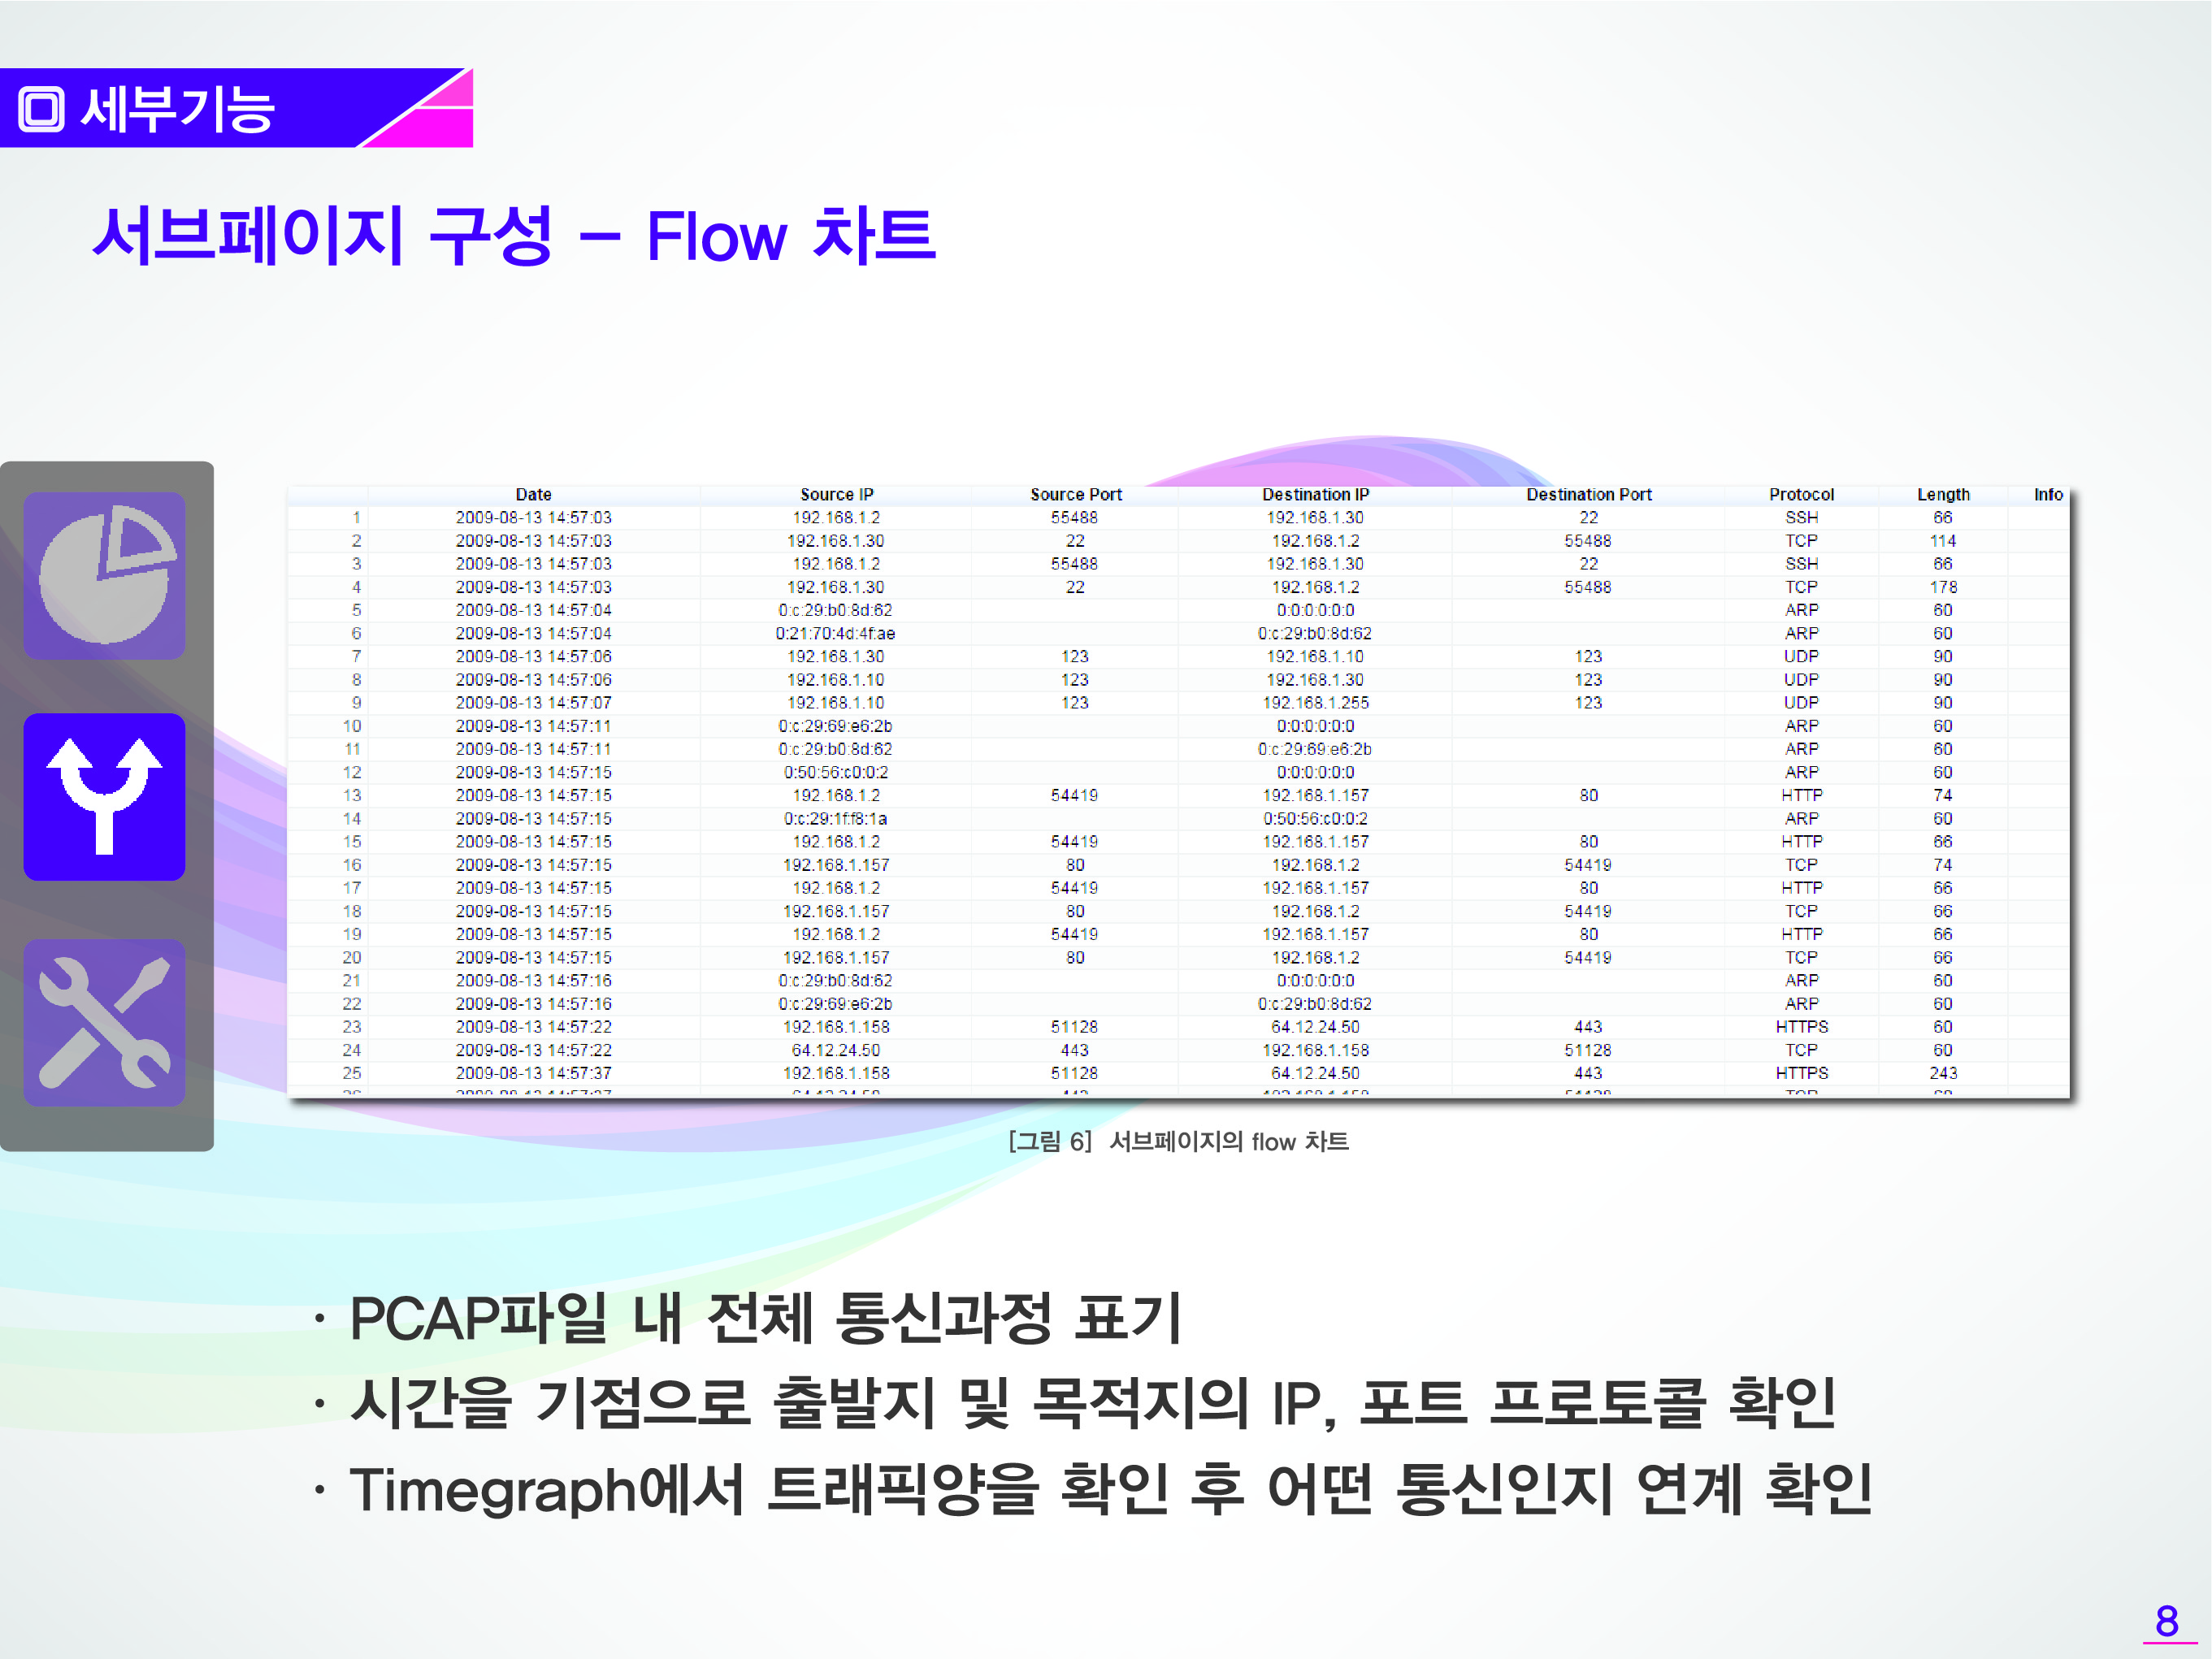 세부기능
서브페이지 구성 - Flow 차트
Date Source IP Source Port Destination IP Destination Port Protocol Length Info
1 2009-08-13 14:57:03 192.168.1.2 55488 192.168.1.30 22 SSH 66
2 2009-08-13 14:57:03 192.168.1.30 22 192.168.1.2 55488 TCP 114
3 2009-08-13 14:57:03 192.168.1.2 55488 192.168.1.30 22 SSH 66
4 2009-08-13 14:57:03 192.168.1.30 22 192.168.1.2 55488 TCP 178
5 2009-08-13 14:57:04 0:c:29:b0:8d:62 0:0:0:0:0:0 ARP 60
6 2009-08-13 14:57:04 0:21:70:4d:4f:ae 0:c:29:b0:8d:62 ARP 60
7 2009-08-13 14:57:06 192.168.1.30 123 192.168.1.10 123 UDP 90
8 2009-08-13 14:57:06 192.168.1.10 123 192.168.1.30 123 UDP 90
9 2009-08-13 14:57:07 192.168.1.10 123 192.168.1.255 123 UDP 90
10 2009-08-13 14:57:11 0:c:29:69:e6:2b 0:0:0:0:0:0 ARP 60
11 2009-08-13 14:57:11 0:c:29:b0:8d:62 0:c:29:69:e6:2b ARP 60
12 2009-08-13 14:57:15 0:50:56:c0:0:2 0:0:0:0:0:0 ARP 60
13 2009-08-13 14:57:15 192.168.1.2 54419 192.168.1.157 80 HTTP 74
14 2009-08-13 14:57:15 0:c:29:1f:f8:1a 0:50:56:c0:0:2 ARP 60
15 2009-08-13 14:57:15 192.168.1.2 54419 192.168.1.157 80 HTTP 66
16 2009-08-13 14:57:15 192.168.1.157 80 192.168.1.2 54419 TCP 74
17 2009-08-13 14:57:15 192.168.1.2 54419 192.168.1.157 80 HTTP 66
18 2009-08-13 14:57:15 192.168.1.157 80 192.168.1.2 54419 TCP 66
19 2009-08-13 14:57:15 192.168.1.2 54419 192.168.1.157 80 HTTP 66
20 2009-08-13 14:57:15 192.168.1.157 80 192.168.1.2 54419 TCP 66
21 2009-08-13 14:57:16 0:c:29:b0:8d:62 0:0:0:0:0:0 ARP 60
22 2009-08-13 14:57:16 0:c:29:69:e6:2b 0:c:29:b0:8d:62 ARP 60
23 2009-08-13 14:57:22 192.168.1.158 51128 64.12.24.50 443 HTTPS 60
24 2009-08-13 14:57:22 64.12.24.50 443 192.168.1.158 51128 TCP 60
25 2009-08-13 14:57:37 192.168.1.158 51128 64.12.24.50 443 HTTPS 243
[그림 6] 서브페이지의 flow 차트
· PCAP파일 내 전체 통신과정 표기
· 시간을 기점으로 출발지 및 목적지의 IP, 포트 프로토콜 확인
· Timegraph에서 트래픽양을 확인 후 어떤 통신인지 연계 확인
8